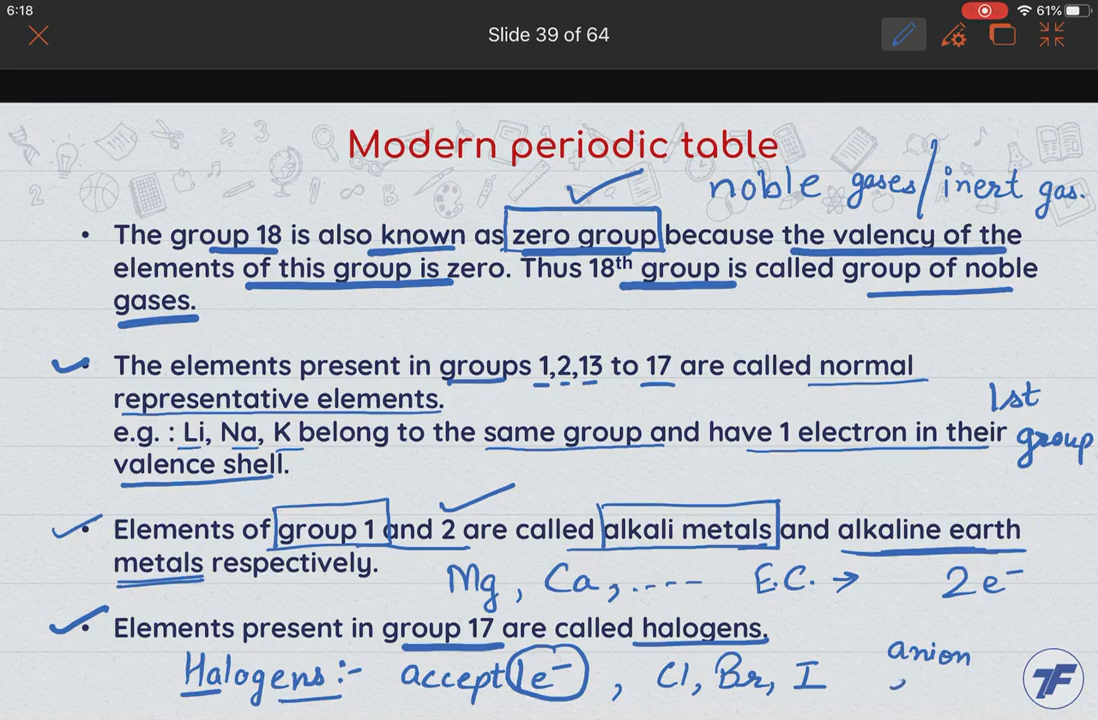 6:18
61%
Slide 39 of 64
Modern periodic table
noble gases/inert gas.
• The group 18 is also known as zero group because the valency of the
elements of this group is zero. Thus 18th group is called group of noble
gases.
• The elements present in groups 1,2,13 to 17 are called normal
representative elements.
1st
e.g. : Li, Na, K belong to the same group and have 1 electron in their
group
valence shell.
• Elements of group 1 and 2 are called alkali metals and alkaline earth
metals respectively.
Mg, Ca, .---- E.C. → 2e⁻
• Elements present in group 17 are called halogens.
Halogens :- accept 1e⁻, Cl, Br, I
anion